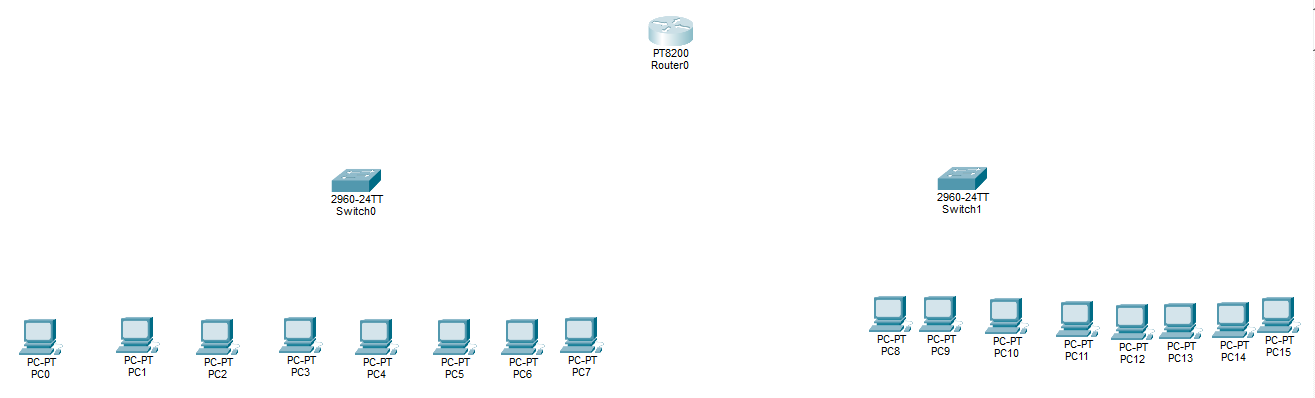 PT8200
Router0
2960-24TT
Switch0
2960-24TT
Switch1
PC-PT
PC0
PC-PT
PC1
PC-PT
PC2
PC-PT
PC3
PC-PT
PC4
PC-PT
PC5
PC-PT
PC6
PC-PT
PC7
PC-PT
PC8
PC-PT
PC9
PC-PT
PC10
PC-PT
PC11
PC-PT
PC12
PC-PT
PC13
PC-PT
PC14
PC-PT
PC15